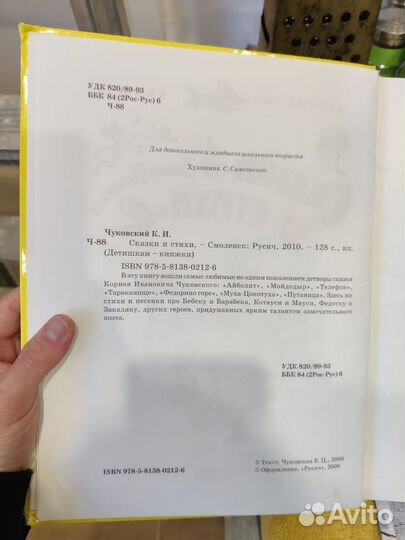 УДК 820/89-93
ББК 84 (2Рос-Рус) 6
Ч-88
Для дошкольного и младшего школьного возраста
Художник С. Самсоненко
Чуковский К. И.
Ч-88 Сказки и стихи. – Смоленск: Русич, 2010. – 128 с., ил.
(Детишкам – книжки)
ISBN 978-5-8138-0212-6
В эту книгу вошли самые любимые не одним поколением детворы сказки
Корнея Ивановича Чуковского: «Айболит», «Мойдодыр», «Телефон»,
«Тараканище», «Федорино горе», «Муха-Цокотуха», «Путаница», Здесь же
стихи и песенки про Бебеку и Барабека, Котауси и Мауси, Федотку и
Закаляку, других героев, придуманных ярким талантом замечательного
поэта.
УДК 820/89-93
ББК 84 (2Рос-Рус) 6
© Текст. Чуковская Е. Ц., 2000
© Оформление. «Русич», 2000
ISBN 978-5-8138-0212-6
Avito